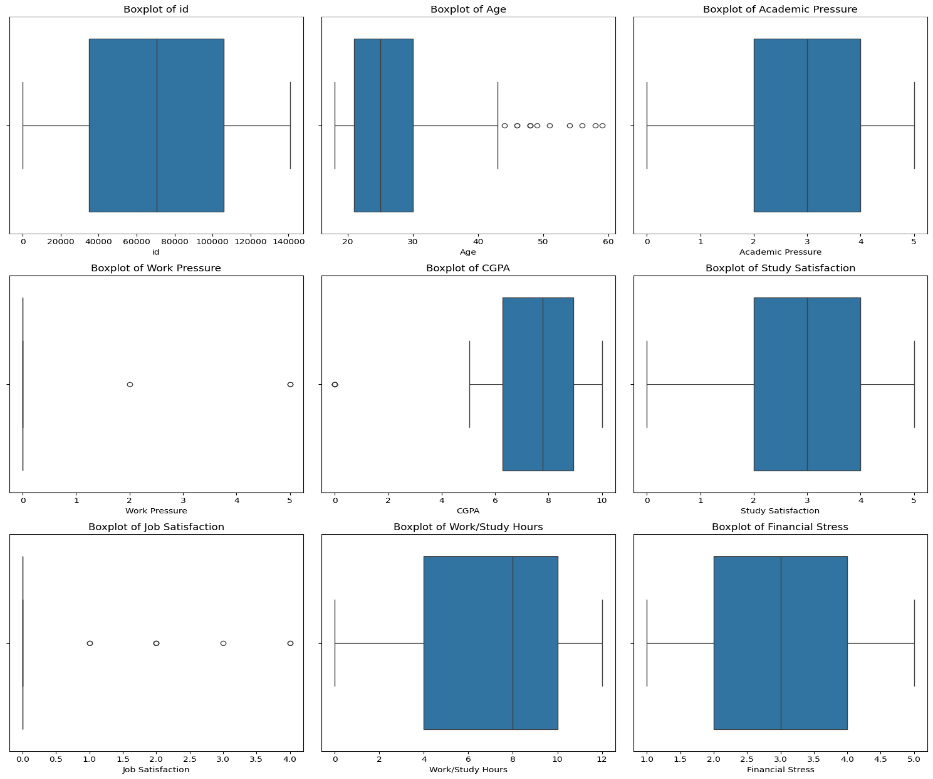 Boxplot of id
0 20000 40000 60000 80000 100000 120000 140000
id
Boxplot of Age
20 30 40 50 60
Age
Boxplot of Academic Pressure
0 1 2 3 4 5
Academic Pressure
Boxplot of Work Pressure
0 1 2 3 4 5
Work Pressure
Boxplot of CGPA
0 2 4 6 8 10
CGPA
Boxplot of Study Satisfaction
0 1 2 3 4 5
Study Satisfaction
Boxplot of Job Satisfaction
0.0 0.5 1.0 1.5 2.0 2.5 3.0 3.5 4.0
Job Satisfaction
Boxplot of Work/Study Hours
0 2 4 6 8 10 12
Work/Study Hours
Boxplot of Financial Stress
1.0 1.5 2.0 2.5 3.0 3.5 4.0 4.5 5.0
Financial Stress